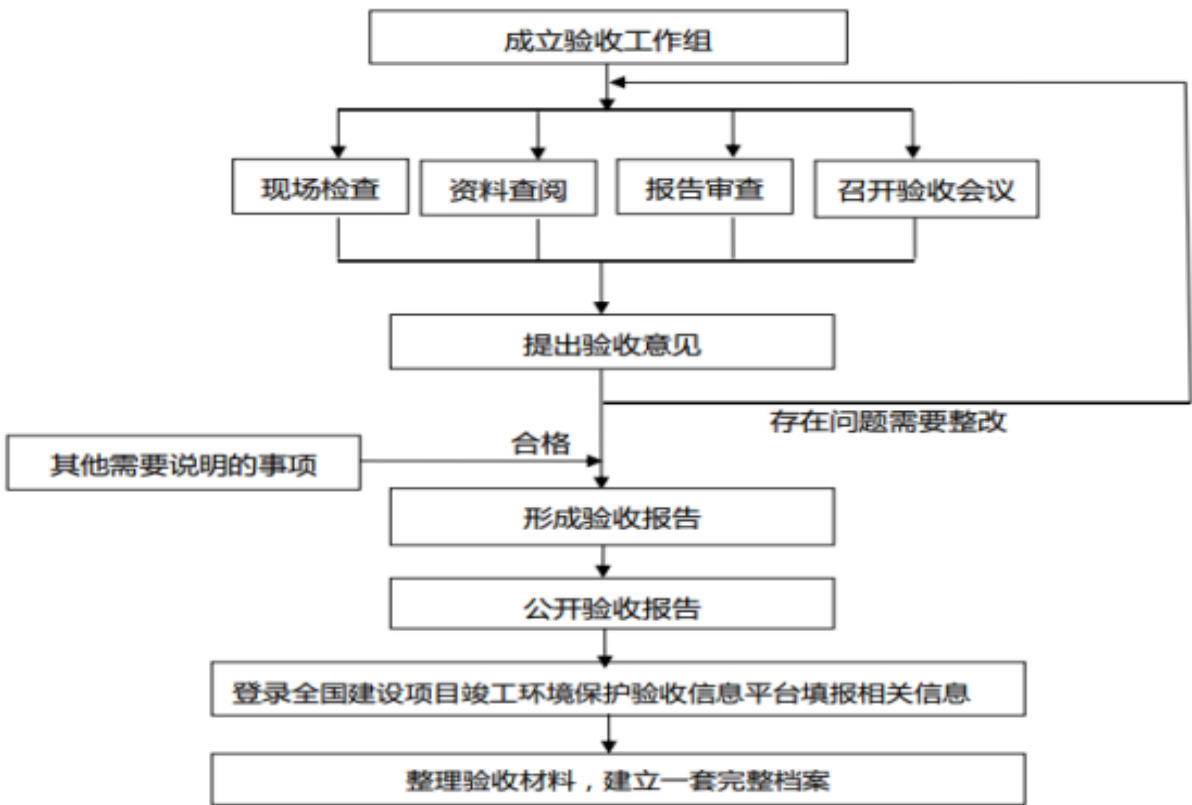 成立验收工作组
现场检查
资料查阅
报告审查
召开验收会议
提出验收意见
存在问题需要整改
合格
其他需要说明的事项
形成验收报告
公开验收报告
登录全国建设项目竣工环境保护验收信息平台填报相关信息
整理验收材料，建立一套完整档案